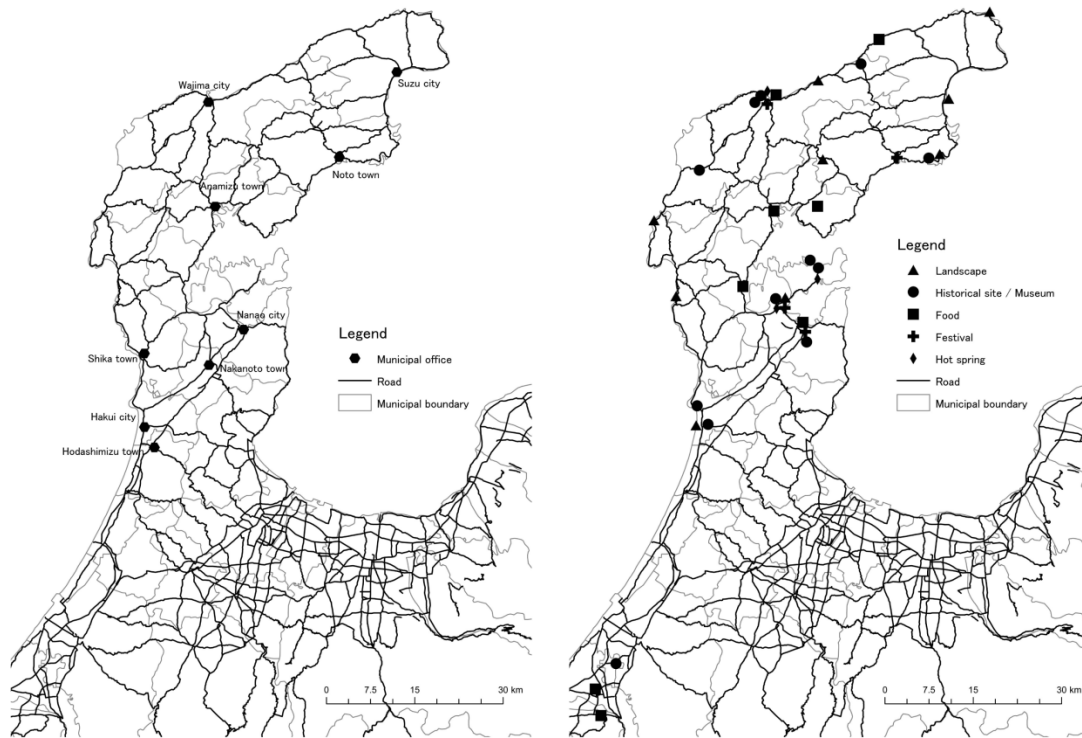 Wajima city
Suzu city
Noto town
Anamizu town
Nanao city
Shika town
Nakanoto town
Hakui city
Hodashimizu town
Legend
Municipal office
Road
Municipal boundary
0 7.5 15 30 km
Legend
Landscape
Historical site / Museum
Food
Festival
Hot spring
Road
Municipal boundary
0 7.5 15 30 km